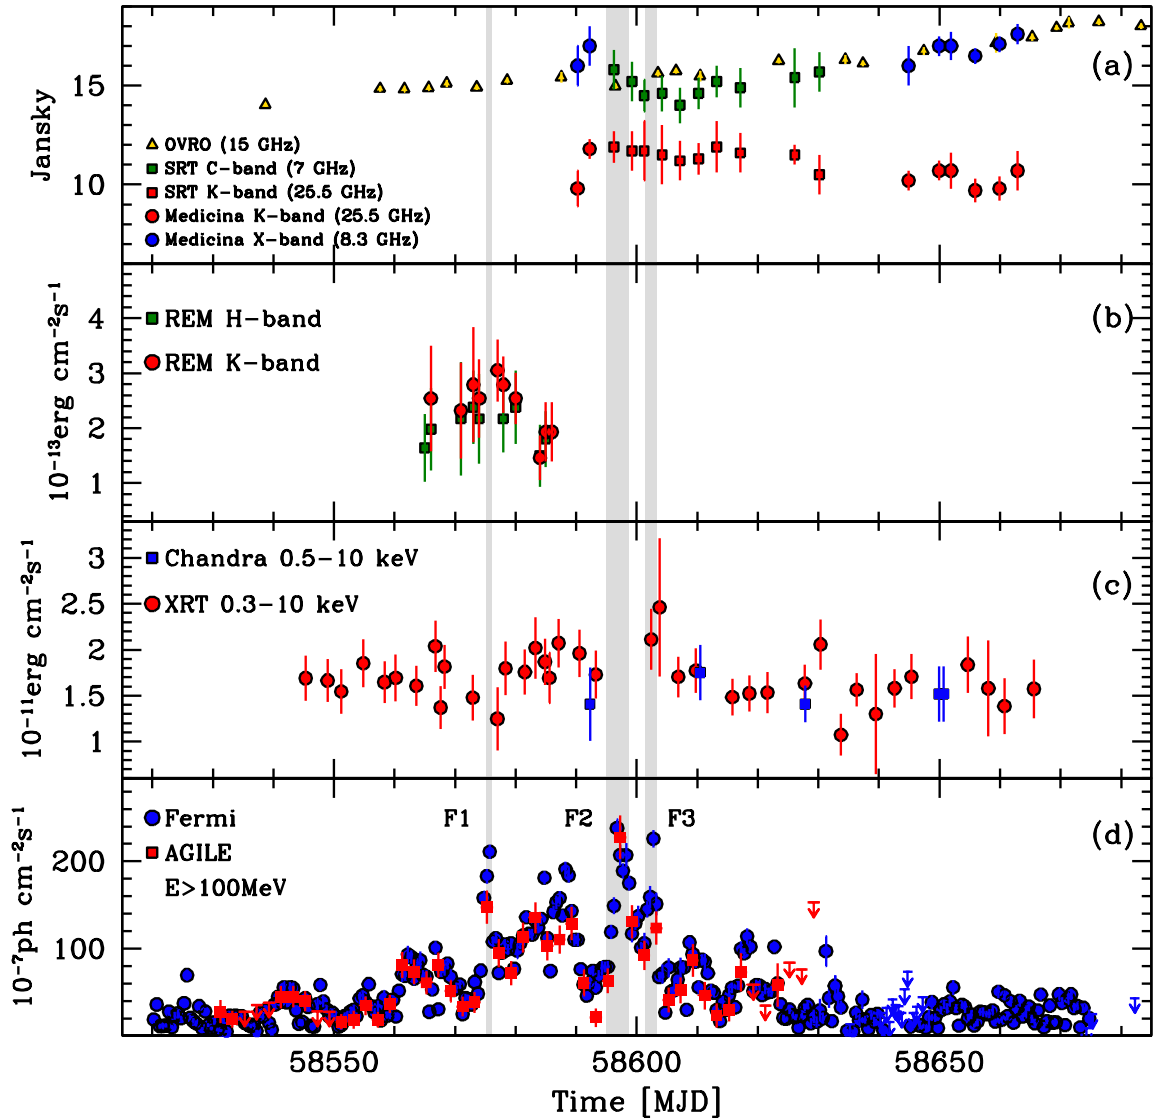 (a)
15
10
Jansky
OVRO (15 GHz)
SRT C-band (7 GHz)
SRT K-band (25.5 GHz)
Medicina K-band (25.5 GHz)
Medicina X-band (8.3 GHz)
(b)
4
3
2
1
10⁻¹³erg cm⁻²s⁻¹
REM H-band
REM K-band
(c)
3
2.5
2
1.5
1
10⁻¹¹erg cm⁻²s⁻¹
Chandra 0.5-10 keV
XRT 0.3-10 keV
(d)
200
100
10⁻⁷ph cm⁻²s⁻¹
Fermi
AGILE
E>100MeV
F1
F2
F3
58550
58600
58650
Time [MJD]